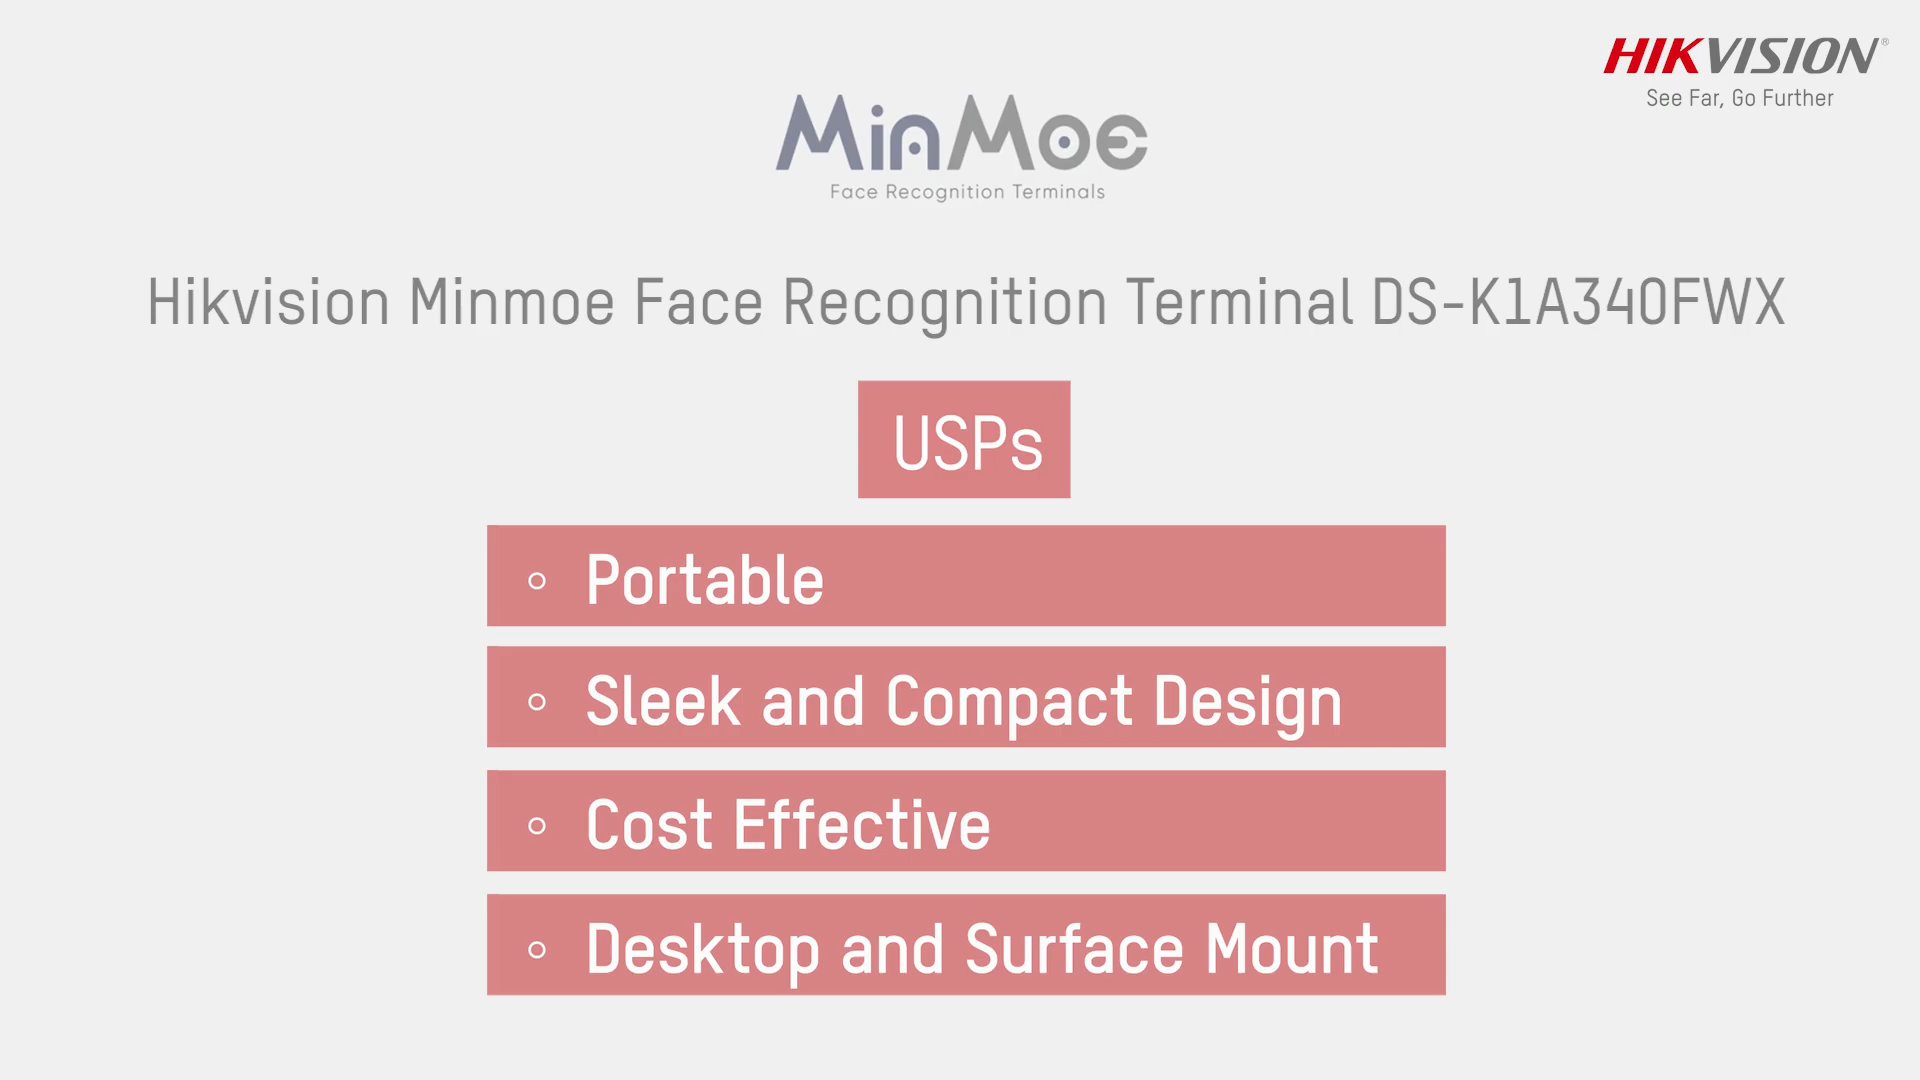 HIKVISION®
See Far, Go Further
MinMoe
Face Recognition Terminals
Hikvision Minmoe Face Recognition Terminal DS-K1A340FWX
USPs
Portable
Sleek and Compact Design
Cost Effective
Desktop and Surface Mount